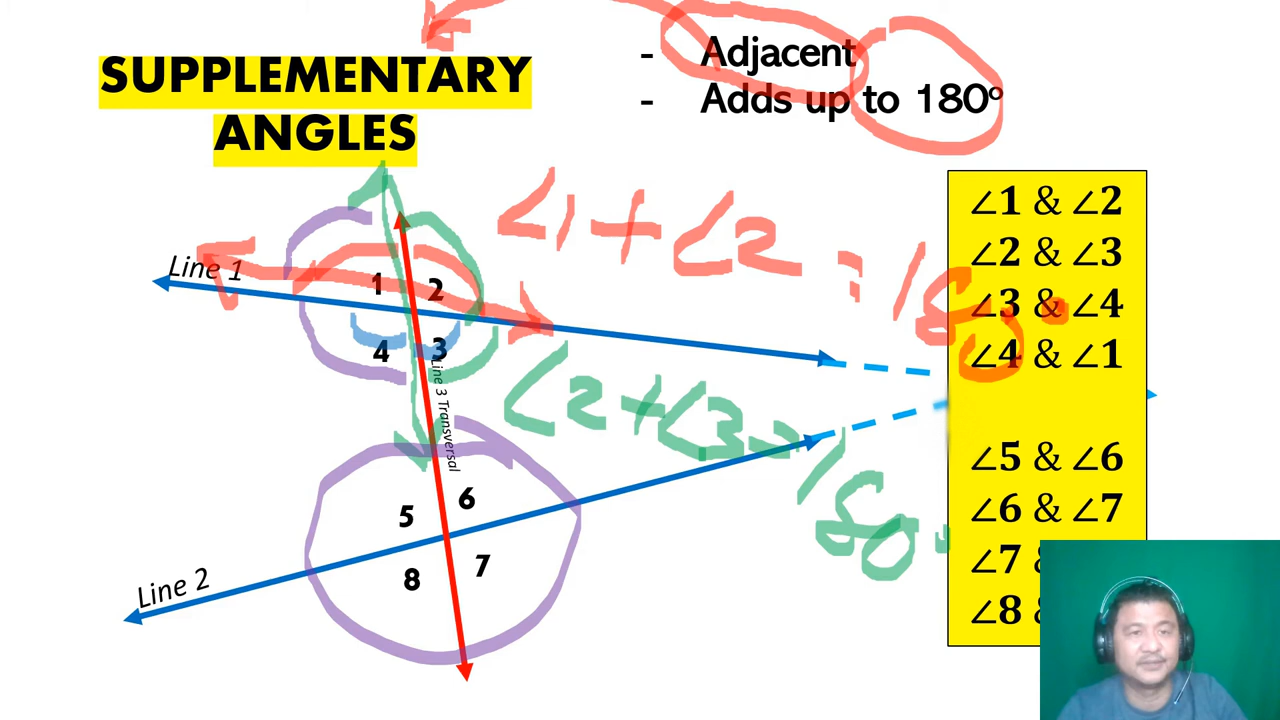 SUPPLEMENTARY
ANGLES
- Adjacent
- Adds up to 180°
∠1 + ∠2 = 180°
∠2 + ∠3 = 180°
Line 1
1
2
4
3
Line 3 Transversal
5
6
8
7
Line 2
∠1 & ∠2
∠2 & ∠3
∠3 & ∠4
∠4 & ∠1
∠5 & ∠6
∠6 & ∠7
∠7
∠8